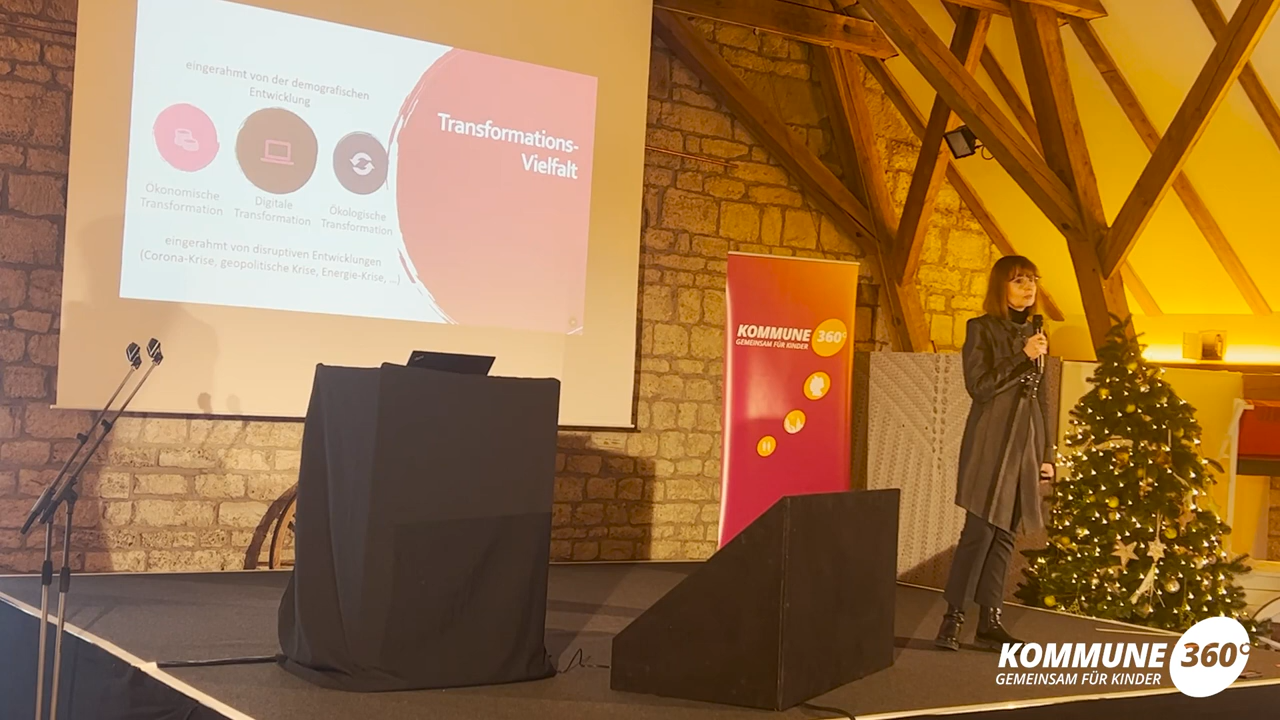 eingerahmt von der demografischen
Entwicklung
Transformations-
Vielfalt
Ökonomische
Transformation
Digitale
Transformation
Ökologische
Transformation
eingerahmt von disruptiven Entwicklungen
(Corona-Krise, geopolitische Krise, Energie-Krise, ...)
KOMMUNE 360°
GEMEINSAM FÜR KINDER
KOMMUNE 360°
GEMEINSAM FÜR KINDER